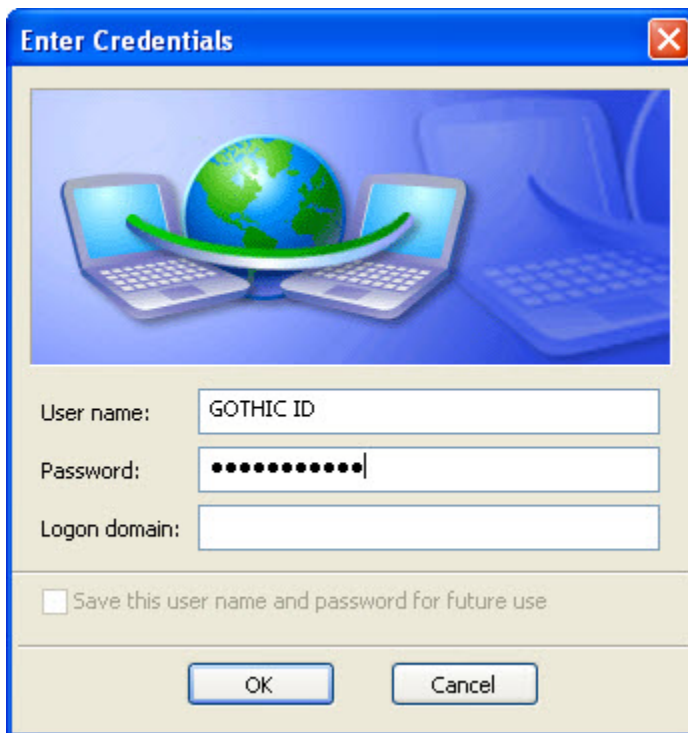 Enter Credentials
User name: GOTHIC ID
Password: ●●●●●●●●●●●
Logon domain:
Save this user name and password for future use
OK Cancel